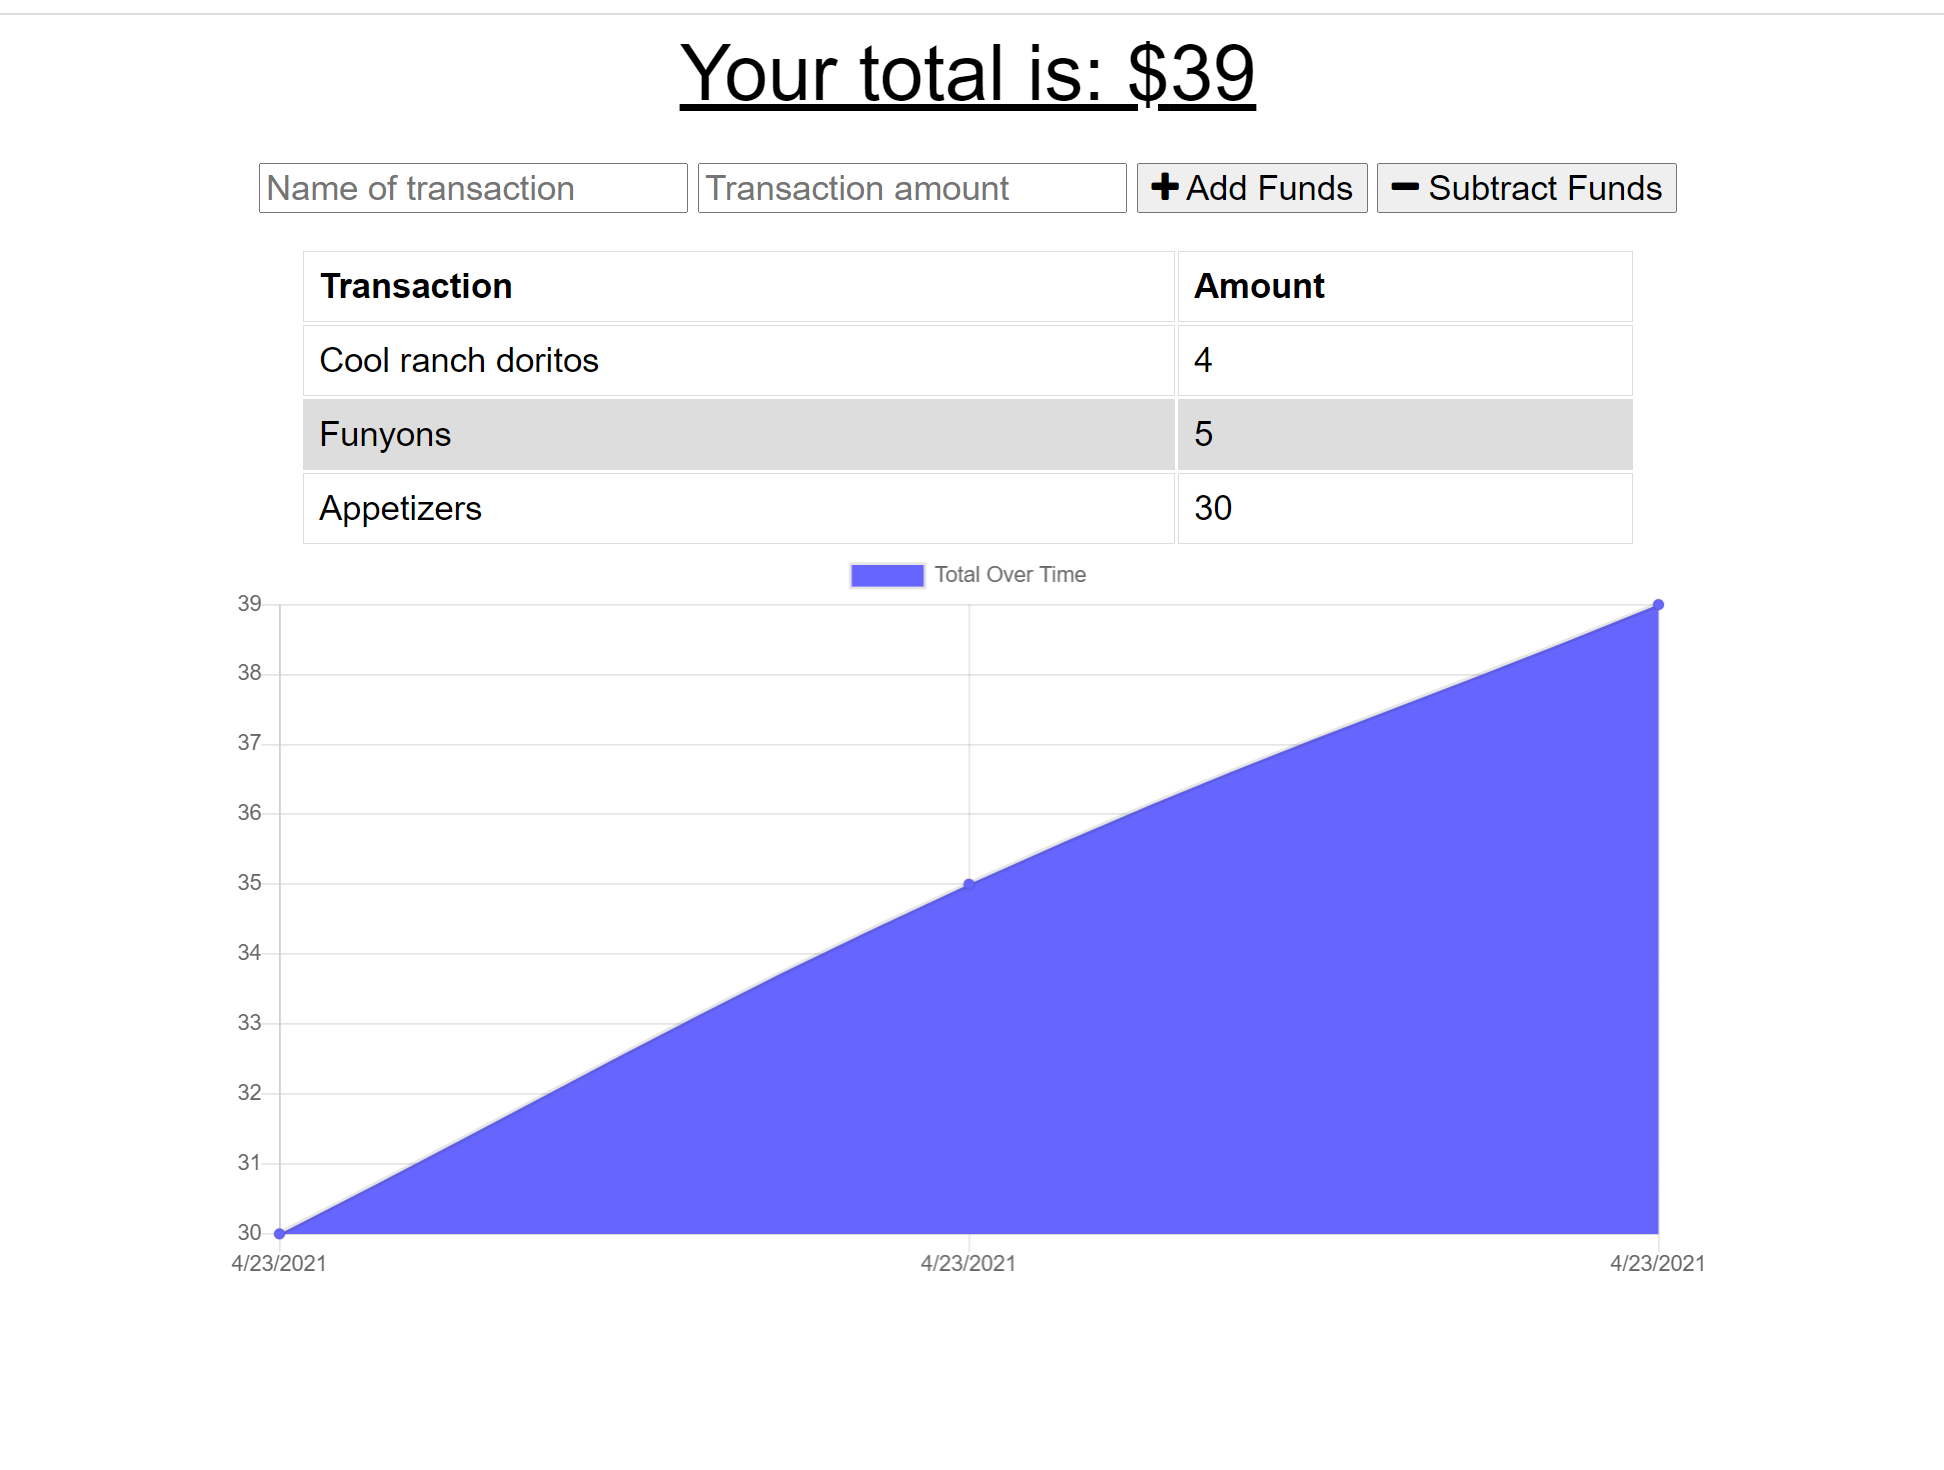 Your total is: $39
Name of transaction Transaction amount Add Funds Subtract Funds
Transaction Amount
Cool ranch doritos 4
Funyons 5
Appetizers 30
Total Over Time
39
38
37
36
35
34
33
32
31
30
4/23/2021 4/23/2021 4/23/2021